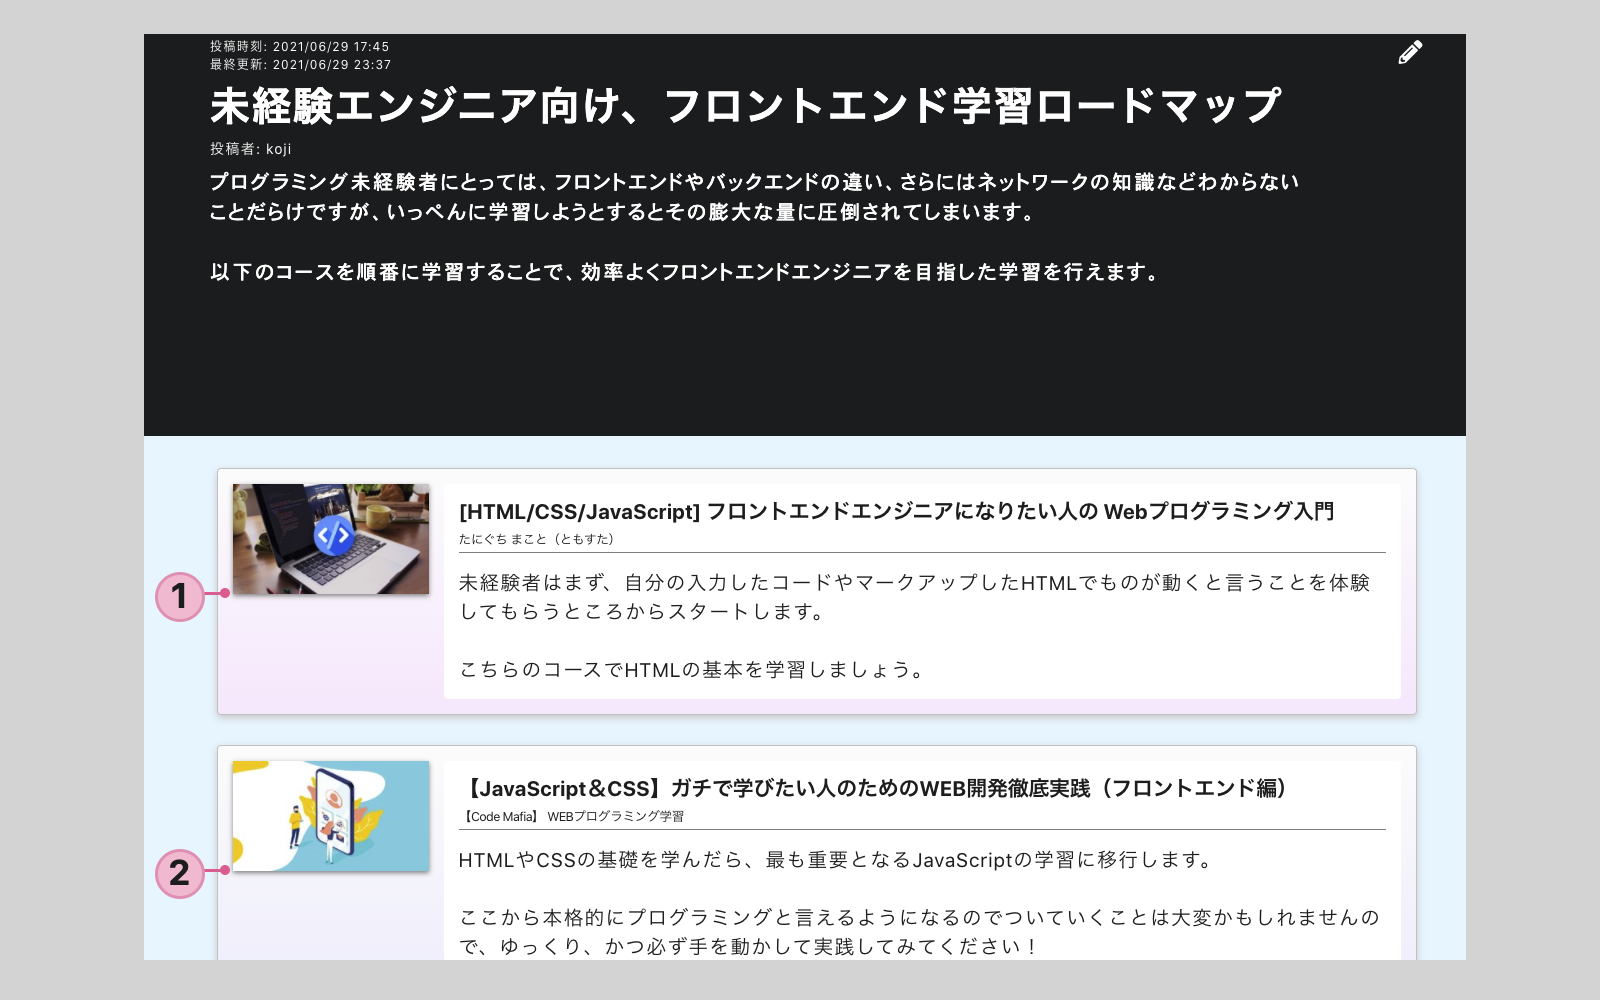 投稿時刻: 2021/06/29 17:45
最終更新: 2021/06/29 23:37
未経験エンジニア向け、フロントエンド学習ロードマップ
投稿者: koji
プログラミング未経験者にとっては、フロントエンドやバックエンドの違い、さらにはネットワークの知識などわからない
ことだらけですが、いっぺんに学習しようとするとその膨大な量に圧倒されてしまいます。
以下のコースを順番に学習することで、効率よくフロントエンドエンジニアを目指した学習を行えます。
1
</>
[HTML/CSS/JavaScript] フロントエンドエンジニアになりたい人の Webプログラミング入門
たにぐち まこと（ともすた）
未経験者はまず、自分の入力したコードやマークアップしたHTMLでものが動くと言うことを体験
してもらうところからスタートします。
こちらのコースでHTMLの基本を学習しましょう。
2
【JavaScript＆CSS】ガチで学びたい人のためのWEB開発徹底実践（フロントエンド編）
【Code Mafia】 WEBプログラミング学習
HTMLやCSSの基礎を学んだら、最も重要となるJavaScriptの学習に移行します。
ここから本格的にプログラミングと言えるようになるのでついていくことは大変かもしれませんの
で、ゆっくり、かつ必ず手を動かして実践してみてください！